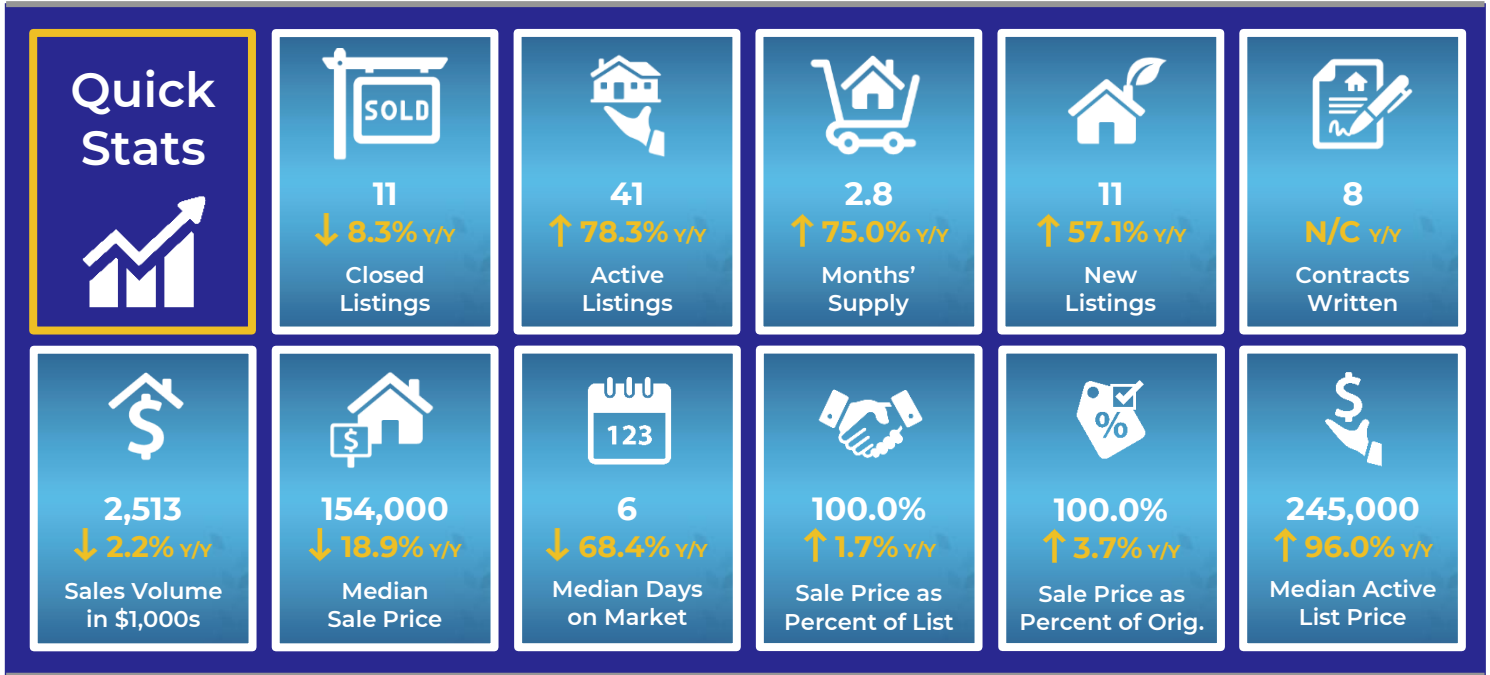 Quick
Stats
SOLD
11
↓ 8.3% Y/Y
Closed
Listings
41
↑ 78.3% Y/Y
Active
Listings
2.8
↑ 75.0% Y/Y
Months’
Supply
11
↑ 57.1% Y/Y
New
Listings
8
N/C Y/Y
Contracts
Written
$
2,513
↓ 2.2% Y/Y
Sales Volume
in $1,000s
$
154,000
↓ 18.9% Y/Y
Median
Sale Price
123
6
↓ 68.4% Y/Y
Median Days
on Market
100.0%
↑ 1.7% Y/Y
Sale Price as
Percent of List
%
100.0%
↑ 3.7% Y/Y
Sale Price as
Percent of Orig.
$
245,000
↑ 96.0% Y/Y
Median Active
List Price